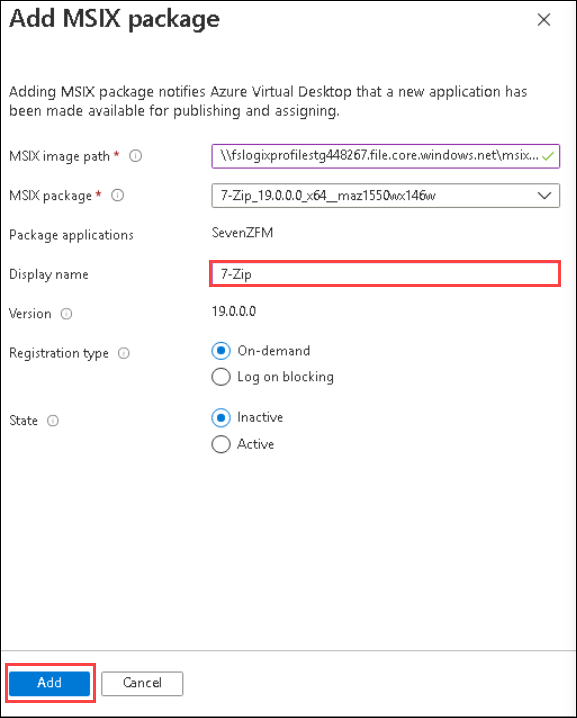 Add MSIX package
Adding MSIX package notifies Azure Virtual Desktop that a new application has
been made available for publishing and assigning.
MSIX image path * \\fslogixprofilestg448267.file.core.windows.net\msix...
MSIX package * 7-Zip_19.0.0.0_x64__maz1550wx146w
Package applications SevenZFM
Display name 7-Zip
Version 19.0.0.0
Registration type On-demand
Log on blocking
State Inactive
Active
Add Cancel